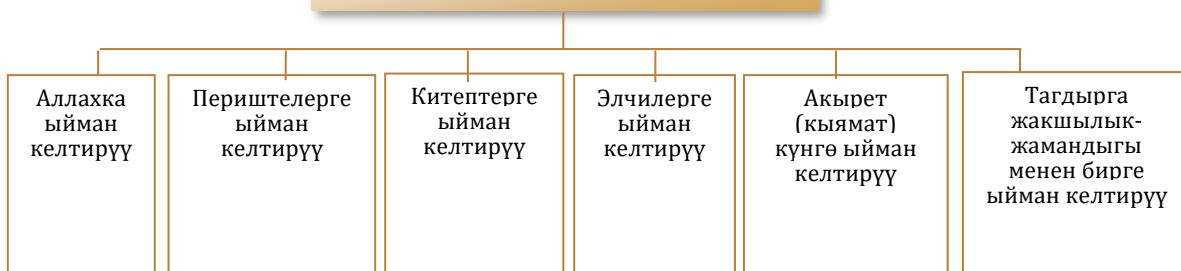 Аллахка
ыйман
келтирүү
Периштелерге
ыйман
келтирүү
Китептерге
ыйман
келтирүү
Элчилерге
ыйман
келтирүү
Акырет
(кыямат)
күнгө ыйман
келтирүү
Тагдырга
жакшылык-
жамандыгы
менен бирге
ыйман келтирүү